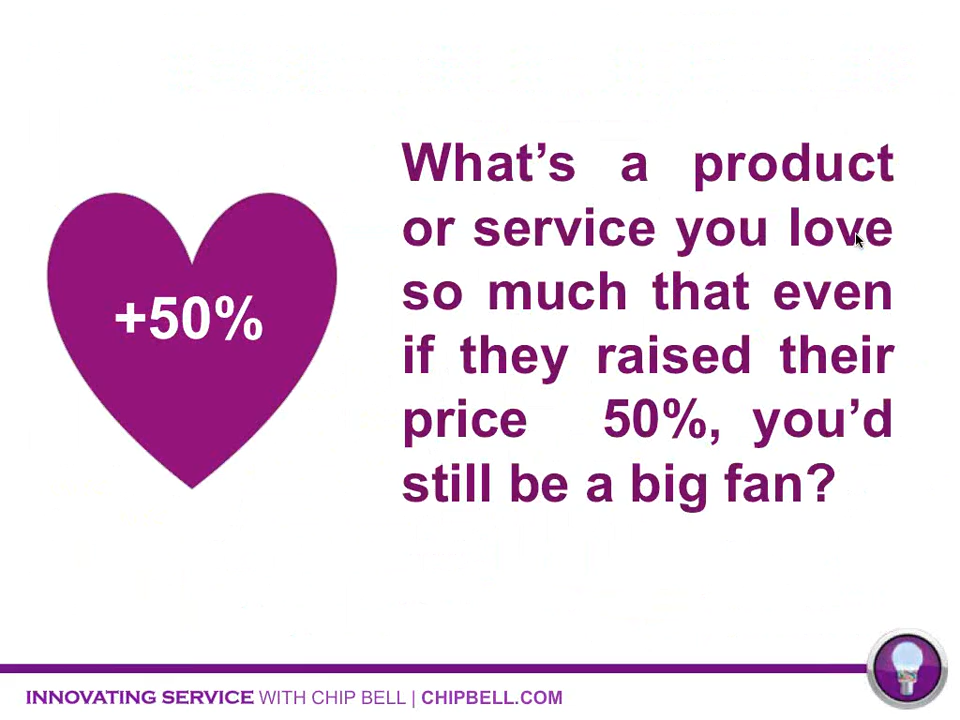 +50%
What’s a product
or service you love
so much that even
if they raised their
price 50%, you’d
still be a big fan?
INNOVATING SERVICE WITH CHIP BELL | CHIPBELL.COM